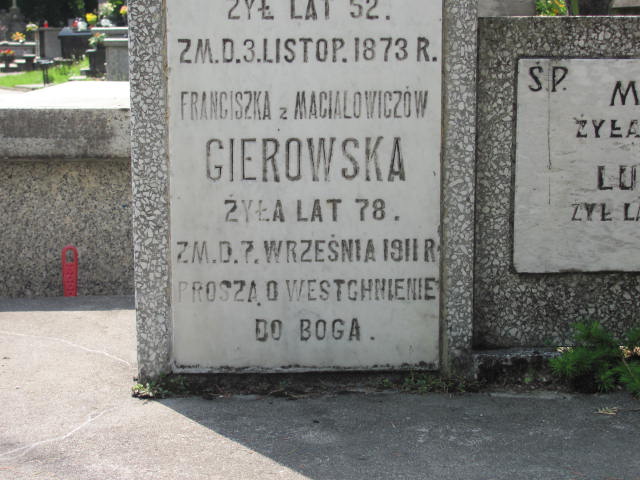 ŻYŁ LAT 52.
ZM.D.3.LISTOP.1873 R.
FRANCISZKA z MACIAŁOWICZÓW
GIEROWSKA
ŻYŁA LAT 78.
ZM.D.7. WRZEŚNIA 1911 R
PROSZĄ O WESTCHNIENIE
DO BOGA.
ŚP.
ŻYŁA